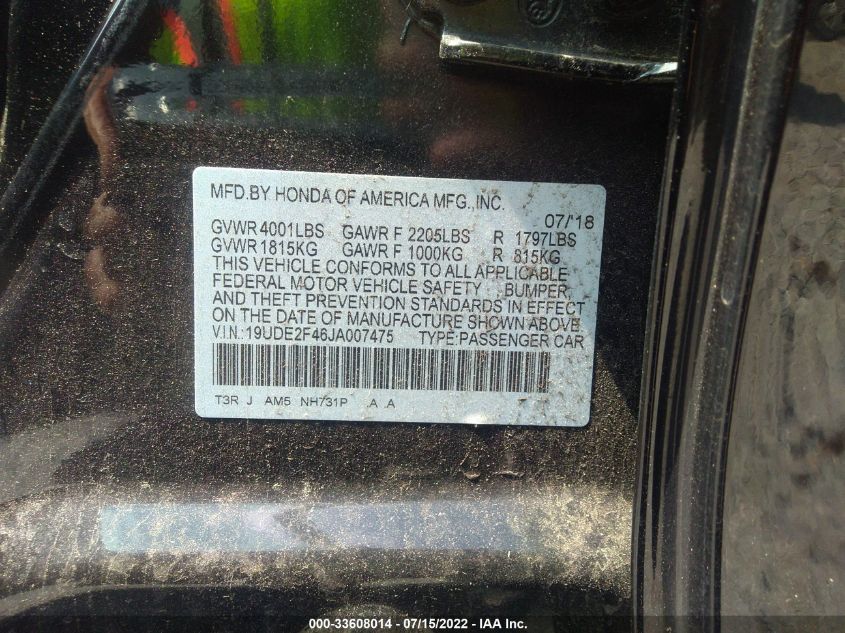 MFD.BY HONDA OF AMERICA MFG.,INC.
07/'18
GVWR 4001LBS GAWR F 2205LBS R 1797LBS
GVWR 1815KG GAWR F 1000KG R 815KG
THIS VEHICLE CONFORMS TO ALL APPLICABLE
FEDERAL MOTOR VEHICLE SAFETY , BUMPER ,
AND THEFT PREVENTION STANDARDS IN EFFECT
ON THE DATE OF MANUFACTURE SHOWN ABOVE.
V.I.N.:19UDE2F46JA007475 TYPE:PASSENGER CAR
T3R J AM5 NH731P A A
000-33608014 - 07/15/2022 - IAA Inc.